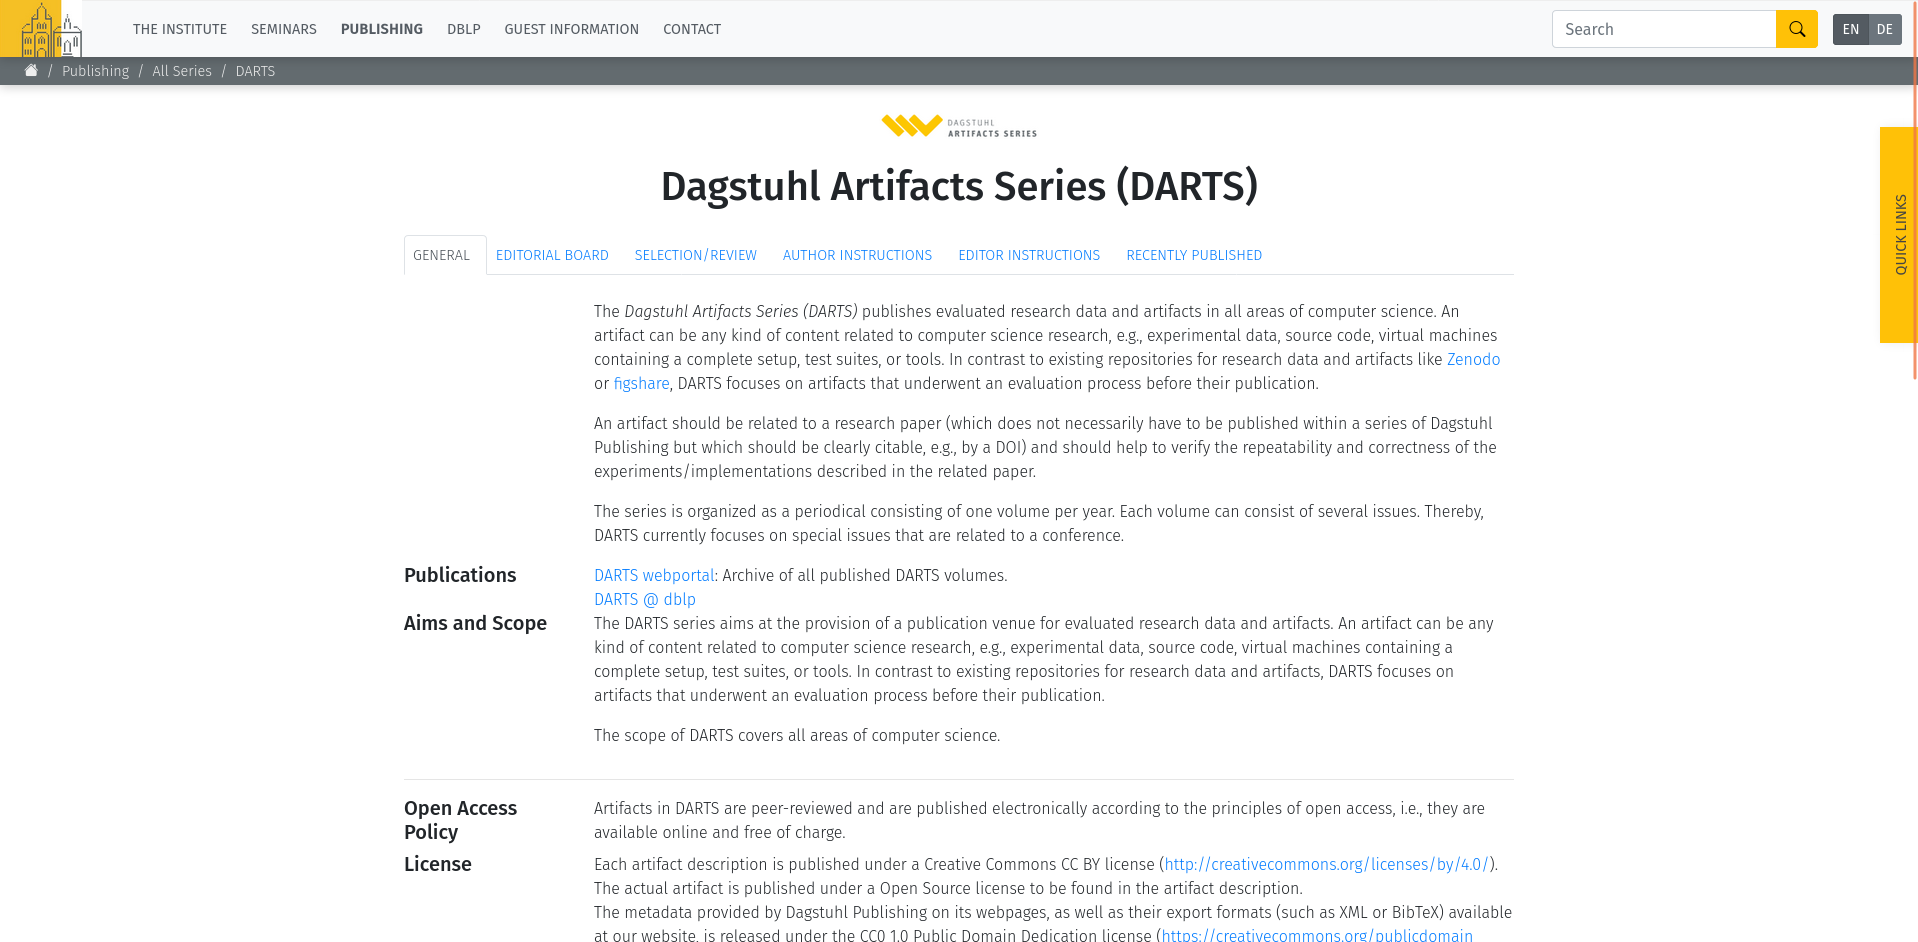 THE INSTITUTE SEMINARS PUBLISHING DBLP GUEST INFORMATION CONTACT Search EN DE
/ Publishing / All Series / DARTS
DAGSTUHL
ARTIFACTS SERIES
QUICK LINKS
Dagstuhl Artifacts Series (DARTS)
GENERAL EDITORIAL BOARD SELECTION/REVIEW AUTHOR INSTRUCTIONS EDITOR INSTRUCTIONS RECENTLY PUBLISHED
The Dagstuhl Artifacts Series (DARTS) publishes evaluated research data and artifacts in all areas of computer science. An
artifact can be any kind of content related to computer science research, e.g., experimental data, source code, virtual machines
containing a complete setup, test suites, or tools. In contrast to existing repositories for research data and artifacts like Zenodo
or figshare, DARTS focuses on artifacts that underwent an evaluation process before their publication.
An artifact should be related to a research paper (which does not necessarily have to be published within a series of Dagstuhl
Publishing but which should be clearly citable, e.g., by a DOI) and should help to verify the repeatability and correctness of the
experiments/implementations described in the related paper.
The series is organized as a periodical consisting of one volume per year. Each volume can consist of several issues. Thereby,
DARTS currently focuses on special issues that are related to a conference.
Publications
DARTS webportal: Archive of all published DARTS volumes.
DARTS @ dblp
Aims and Scope
The DARTS series aims at the provision of a publication venue for evaluated research data and artifacts. An artifact can be any
kind of content related to computer science research, e.g., experimental data, source code, virtual machines containing a
complete setup, test suites, or tools. In contrast to existing repositories for research data and artifacts, DARTS focuses on
artifacts that underwent an evaluation process before their publication.
The scope of DARTS covers all areas of computer science.
Open Access
Policy
Artifacts in DARTS are peer-reviewed and are published electronically according to the principles of open access, i.e., they are
available online and free of charge.
License
Each artifact description is published under a Creative Commons CC BY license (http://creativecommons.org/licenses/by/4.0/).
The actual artifact is published under a Open Source license to be found in the artifact description.
The metadata provided by Dagstuhl Publishing on its webpages, as well as their export formats (such as XML or BibTeX) available
at our website, is released under the CC0 1.0 Public Domain Dedication license (https://creativecommons.org/publicdomain